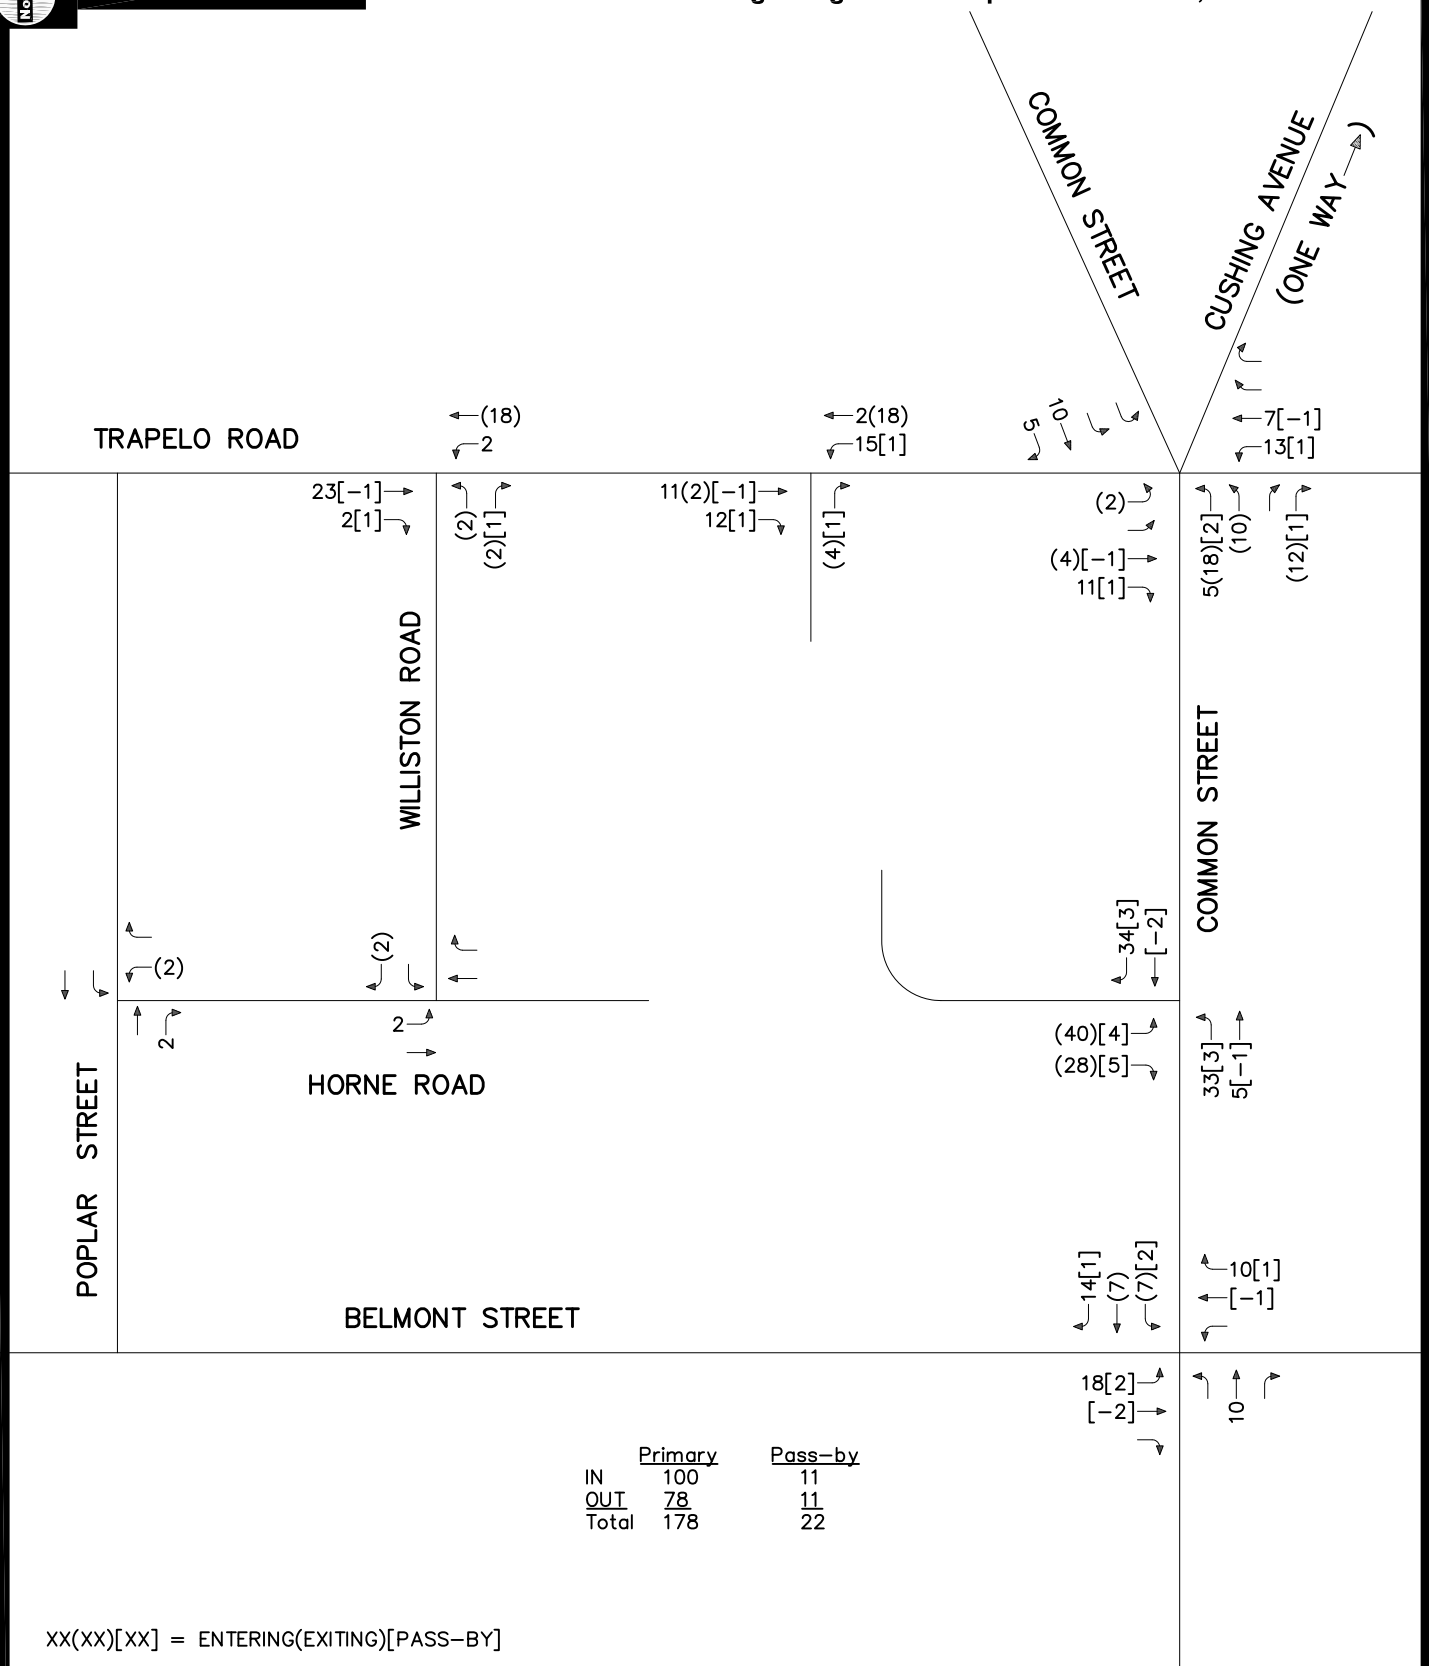 No
COMMON STREET
CUSHING AVENUE
(ONE WAY )
TRAPELO ROAD
(18)
2
2(18)
15[1]
5
10
7[-1]
13[1]
23[-1]
2[1]
(2)
(2)[1]
11(2)[-1]
12[1]
(4)[1]
(2)
(4)[-1]
11[1]
5(18)[2]
(10)
(12)[1]
WILLISTON ROAD
COMMON STREET
(2)
(2)
34[3]
[-2]
2
2
(40)[4]
(28)[5]
33[3]
5[-1]
HORNE ROAD
POPLAR STREET
14[1]
(7)
(7)[2]
10[1]
[-1]
BELMONT STREET
18[2]
[-2]
10
Primary Pass-by
IN 100 11
OUT 78 11
Total 178 22
XX(XX)[XX] = ENTERING(EXITING)[PASS-BY]